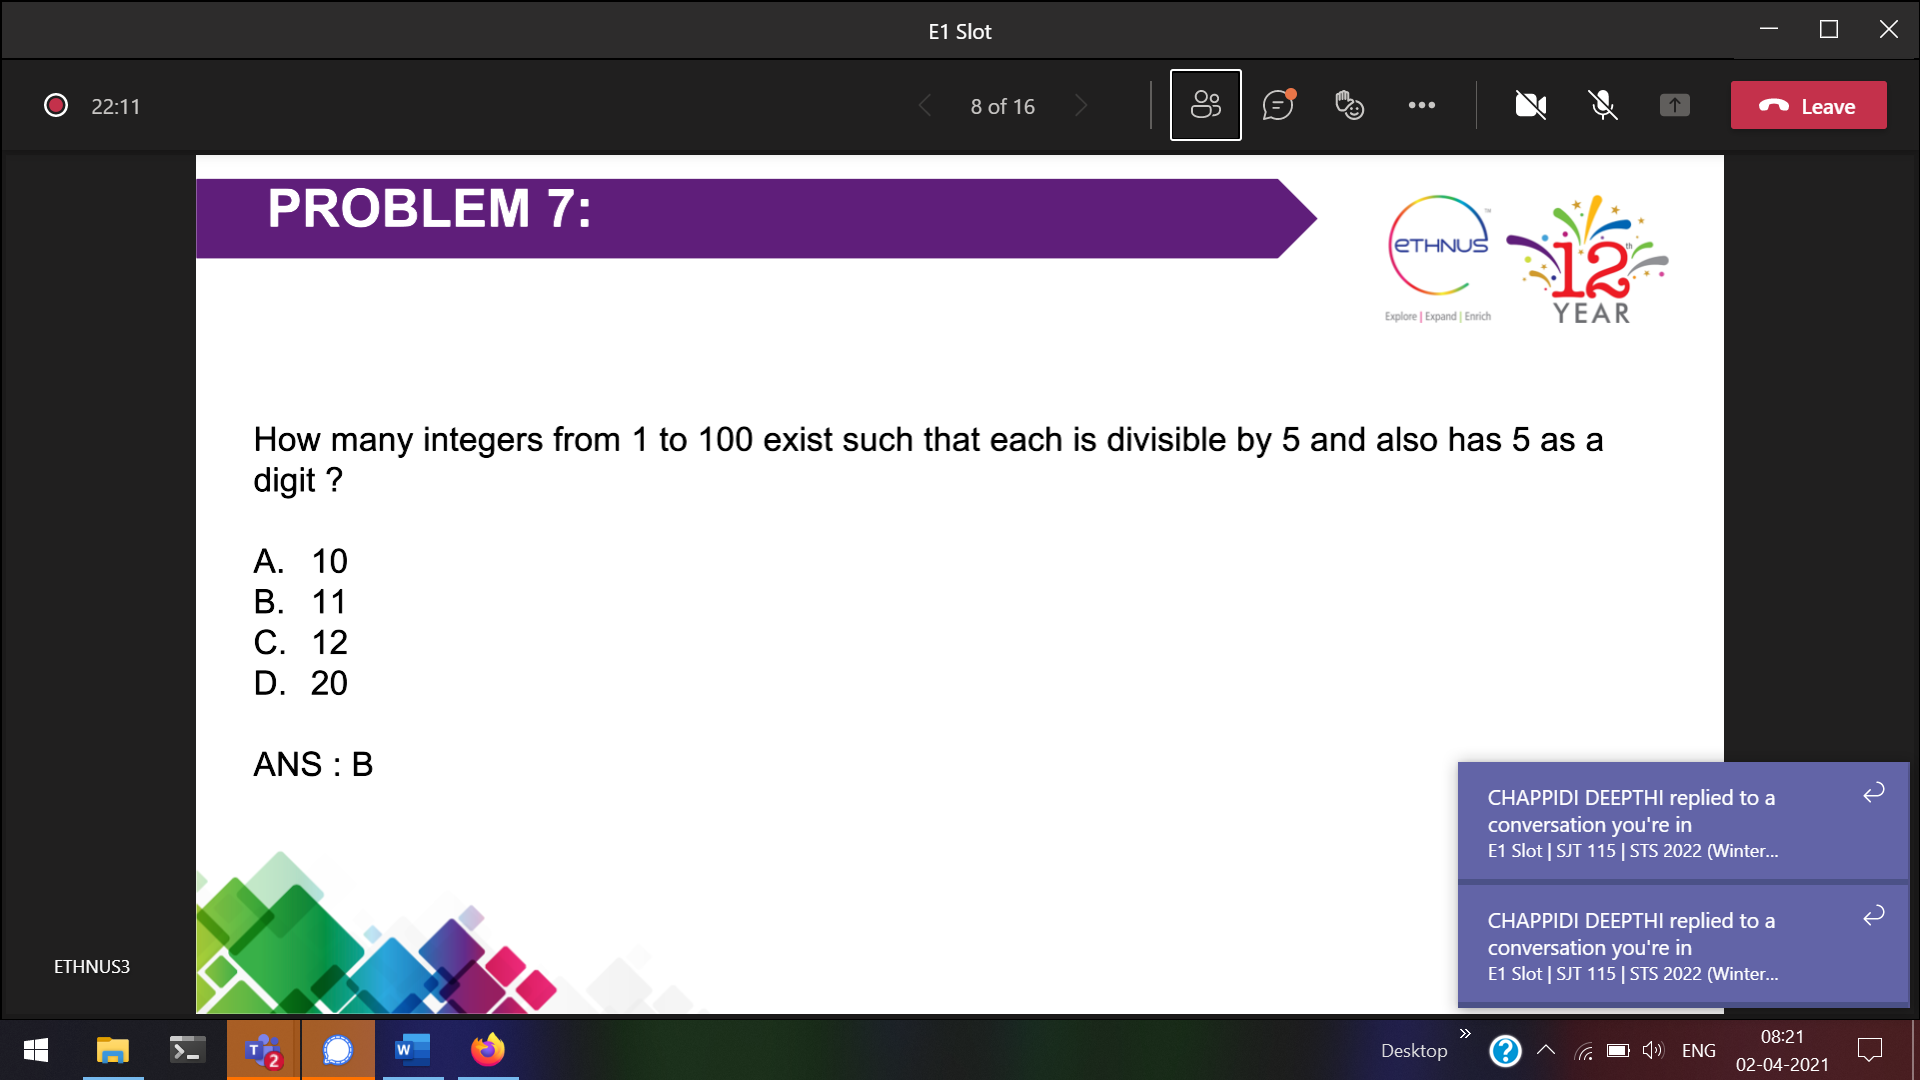 E1 Slot
22:11
8 of 16
Leave
PROBLEM 7:
eTHNUS
TM
Explore | Expand | Enrich
12
th
YEAR
How many integers from 1 to 100 exist such that each is divisible by 5 and also has 5 as a
digit ?
A. 10
B. 11
C. 12
D. 20
ANS : B
CHAPPIDI DEEPTHI replied to a
conversation you're in
E1 Slot | SJT 115 | STS 2022 (Winter...
CHAPPIDI DEEPTHI replied to a
conversation you're in
E1 Slot | SJT 115 | STS 2022 (Winter...
ETHNUS3
T
2
W
Desktop
?
ENG
08:21
02-04-2021